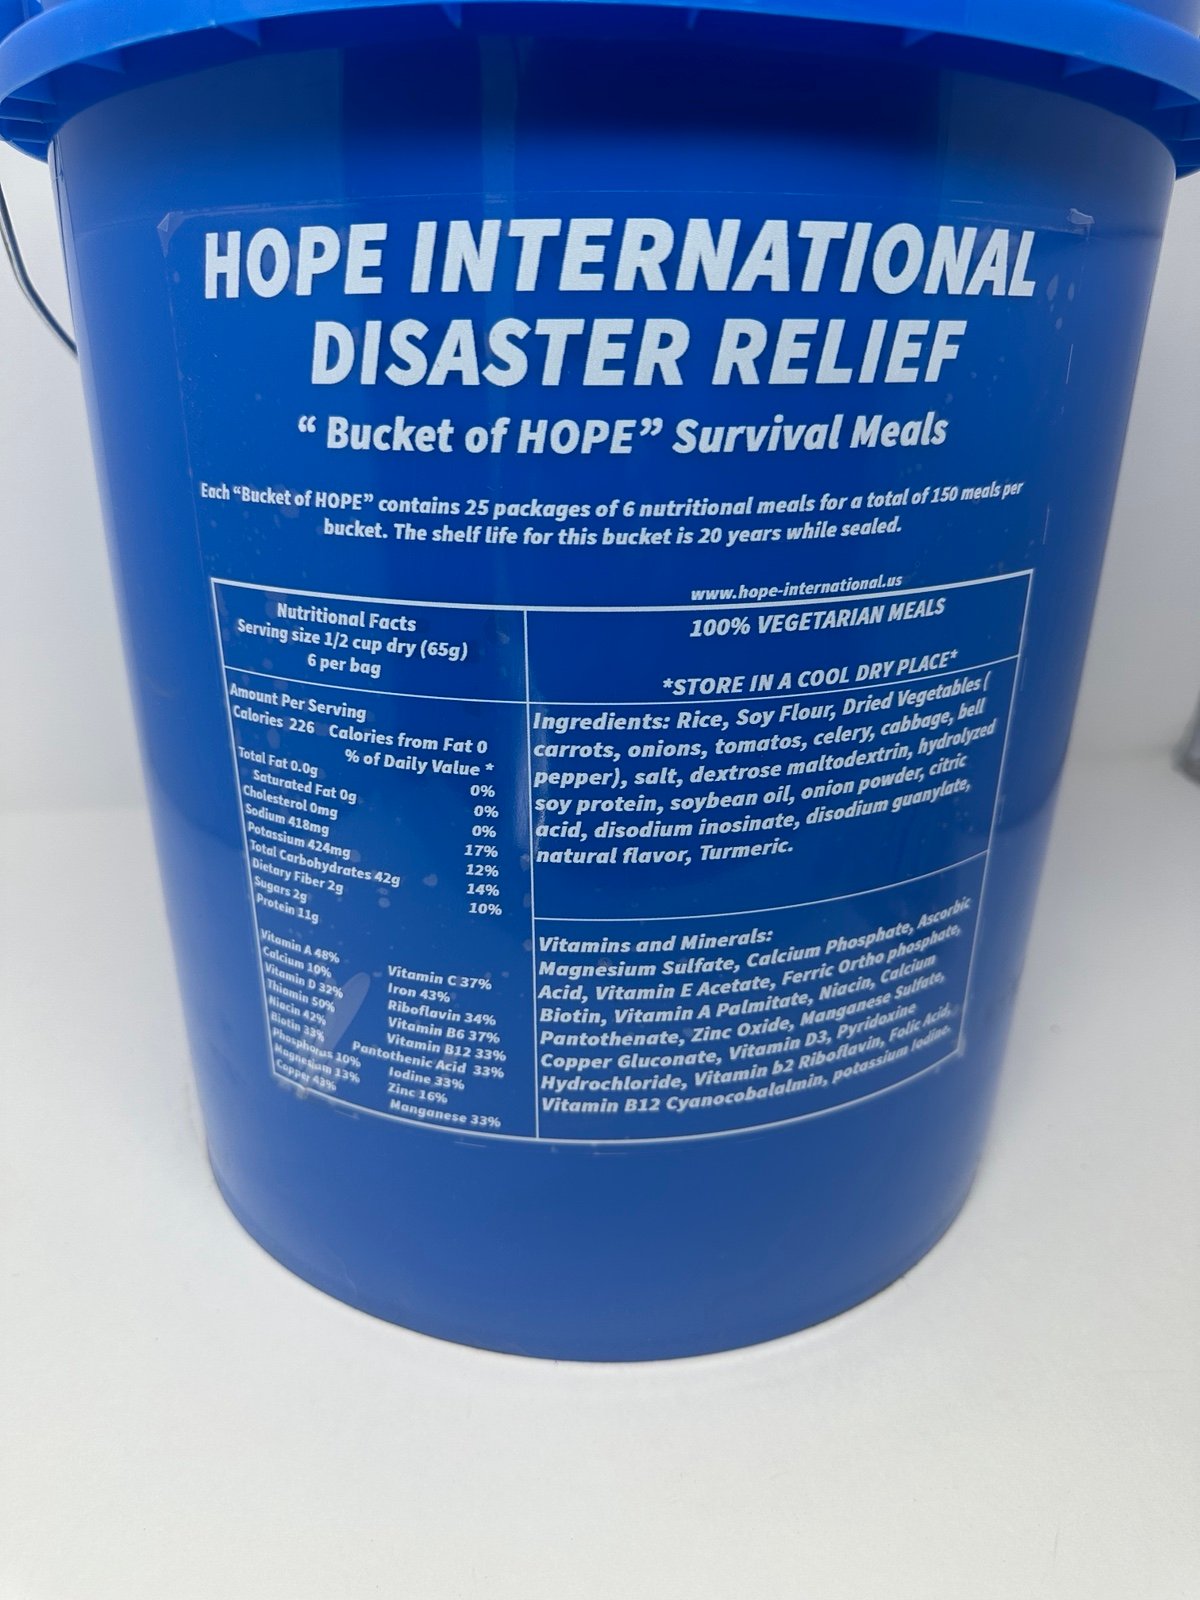 HOPE INTERNATIONAL
DISASTER RELIEF
“ Bucket of HOPE” Survival Meals
Each “Bucket of HOPE” contains 25 packages of 6 nutritional meals for a total of 150 meals per
bucket. The shelf life for this bucket is 20 years while sealed.
www.hope-international.us
Nutritional Facts
Serving size 1/2 cup dry (65g)
6 per bag
100% VEGETARIAN MEALS
*STORE IN A COOL DRY PLACE*
Amount Per Serving
Calories 226 Calories from Fat 0
% of Daily Value *
Total Fat 0.0g 0%
Saturated Fat 0g 0%
Cholesterol 0mg 0%
Sodium 418mg 17%
Potassium 424mg 12%
Total Carbohydrates 42g 14%
Dietary Fiber 2g 10%
Sugars 2g
Protein 11g
Vitamin A 48% Vitamin C 37%
Calcium 10% Iron 43%
Vitamin D 32% Riboflavin 34%
Thiamin 50% Vitamin B6 37%
Niacin 42% Vitamin B12 33%
Biotin 33% Pantothenic Acid 33%
Phosphorus 10% Iodine 33%
Magnesium 13% Zinc 16%
Copper 43% Manganese 33%
Ingredients: Rice, Soy Flour, Dried Vegetables (
carrots, onions, tomatos, celery, cabbage, bell
pepper), salt, dextrose maltodextrin, hydrolyzed
soy protein, soybean oil, onion powder, citric
acid, disodium inosinate, disodium guanylate,
natural flavor, Turmeric.
Vitamins and Minerals:
Magnesium Sulfate, Calcium Phosphate, Ascorbic
Acid, Vitamin E Acetate, Ferric Ortho phosphate,
Biotin, Vitamin A Palmitate, Niacin, Calcium
Pantothenate, Zinc Oxide, Manganese Sulfate,
Copper Gluconate, Vitamin D3, Pyridoxine
Hydrochloride, Vitamin b2 Riboflavin, Folic Acid,
Vitamin B12 Cyanocobalalmin, potassium Iodine.